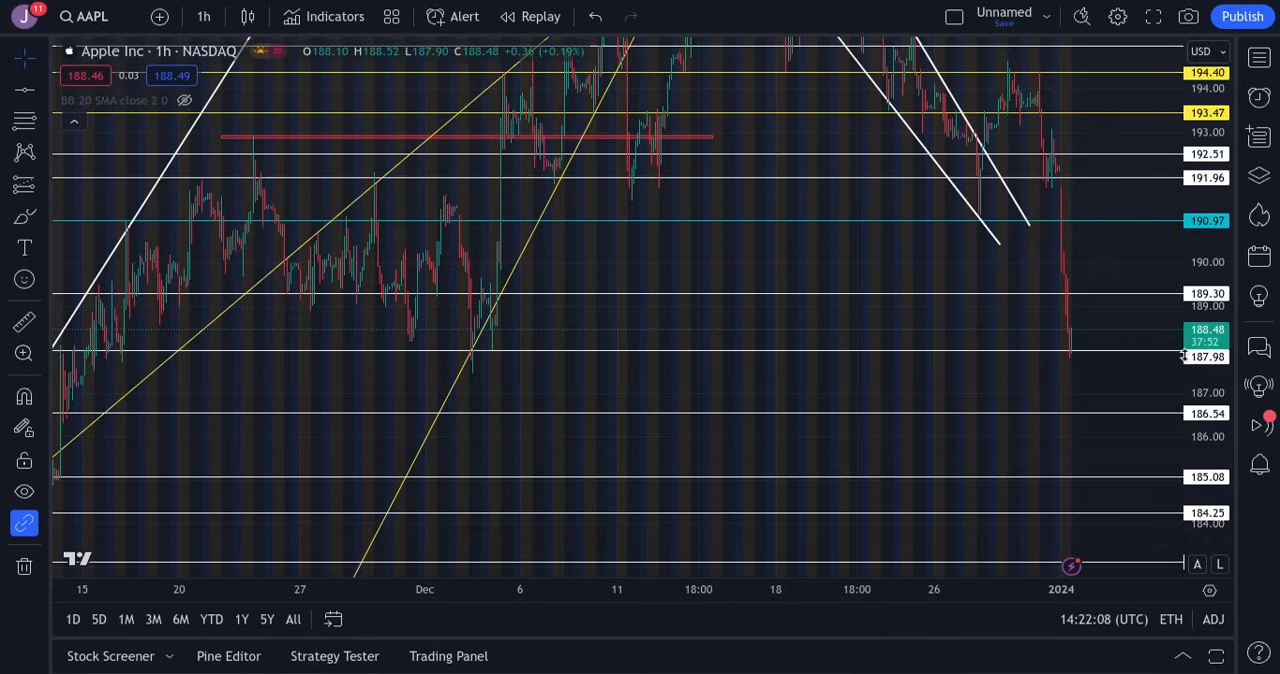 J 11 AAPL 1h Indicators Alert Replay Unnamed Save Publish
Apple Inc · 1h · NASDAQ O188.10 H188.52 L187.90 C188.48 +0.36 (+0.19%) USD
188.46 0.03 188.49
BB 20 SMA close 2 0
194.40
194.00
193.47
193.00
192.51
191.96
190.97
190.00
189.30
189.00
188.48
37:52
187.98
187.00
186.54
186.00
185.08
184.25
184.00
A L
15 20 27 Dec 6 11 18:00 18 18:00 26 2024
1D 5D 1M 3M 6M YTD 1Y 5Y All 14:22:08 (UTC) ETH ADJ
Stock Screener Pine Editor Strategy Tester Trading Panel